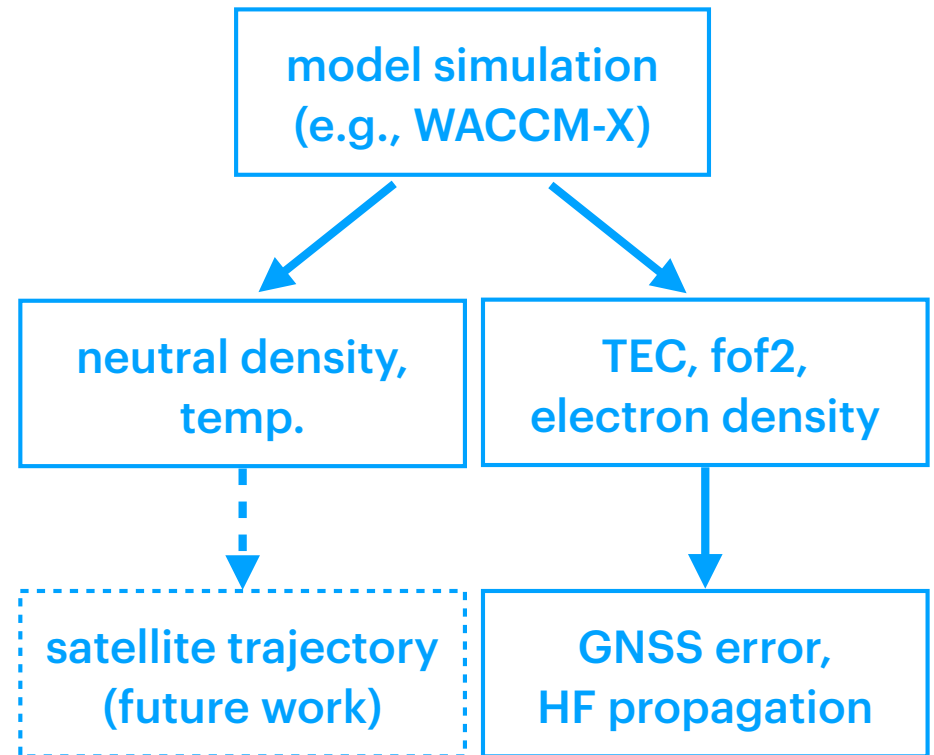 model simulation
(e.g., WACCM-X)
neutral density,
temp.
TEC, fof2,
electron density
satellite trajectory
(future work)
GNSS error,
HF propagation